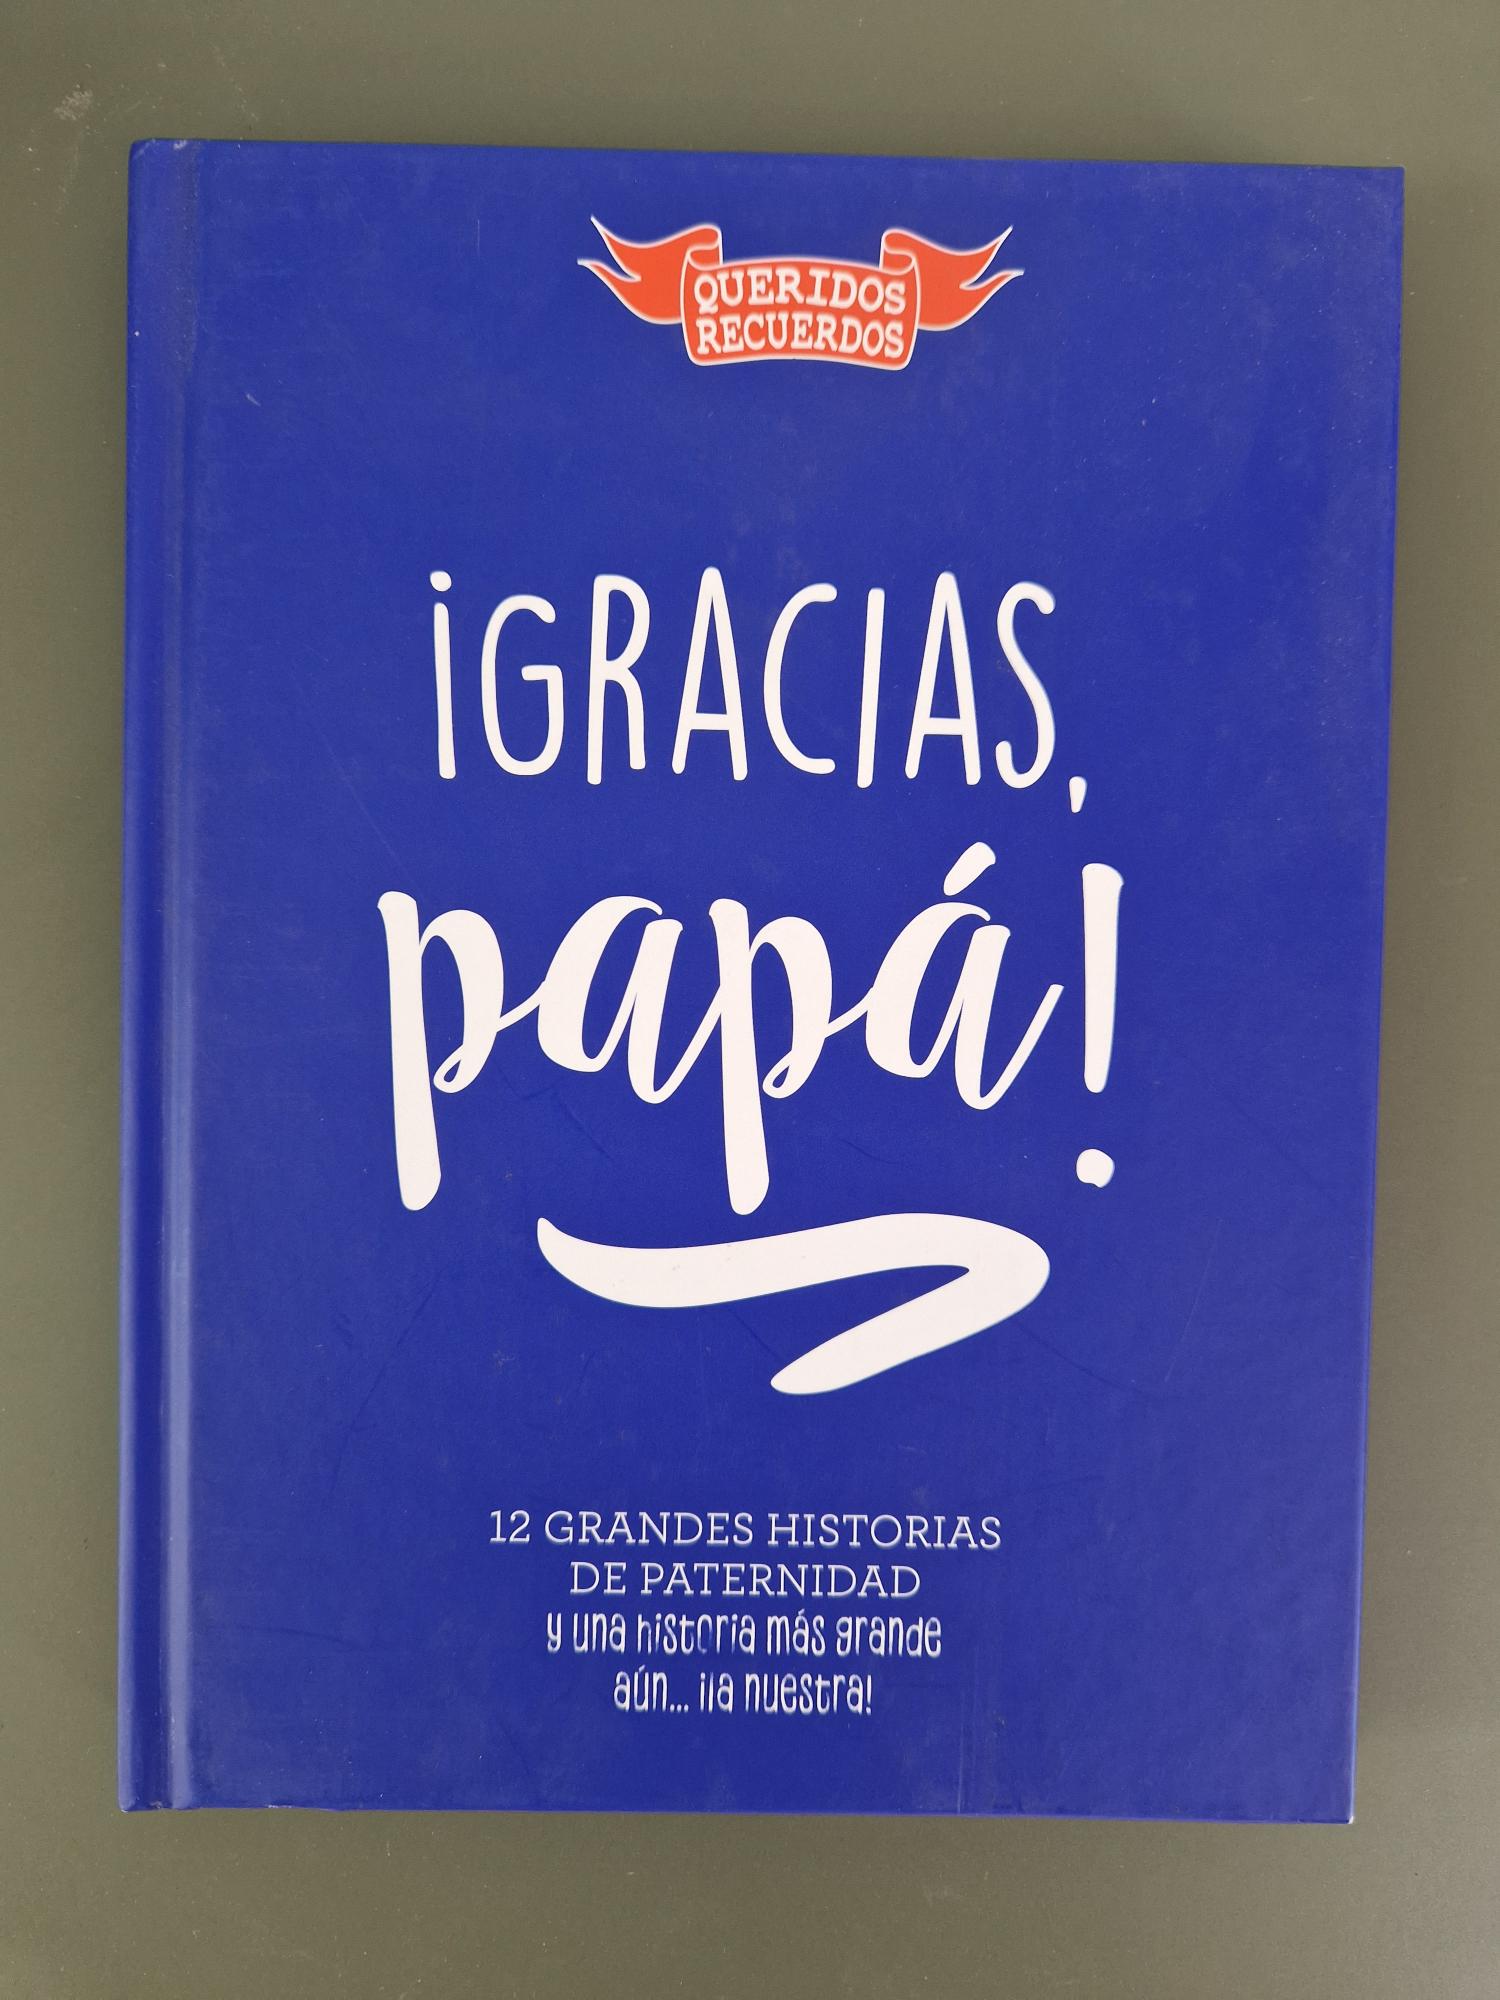 QUERIDOS
RECUERDOS
¡GRACIAS,
papá!
12 GRANDES HISTORIAS
DE PATERNIDAD
y una historia más grande
aún... ¡la nuestra!